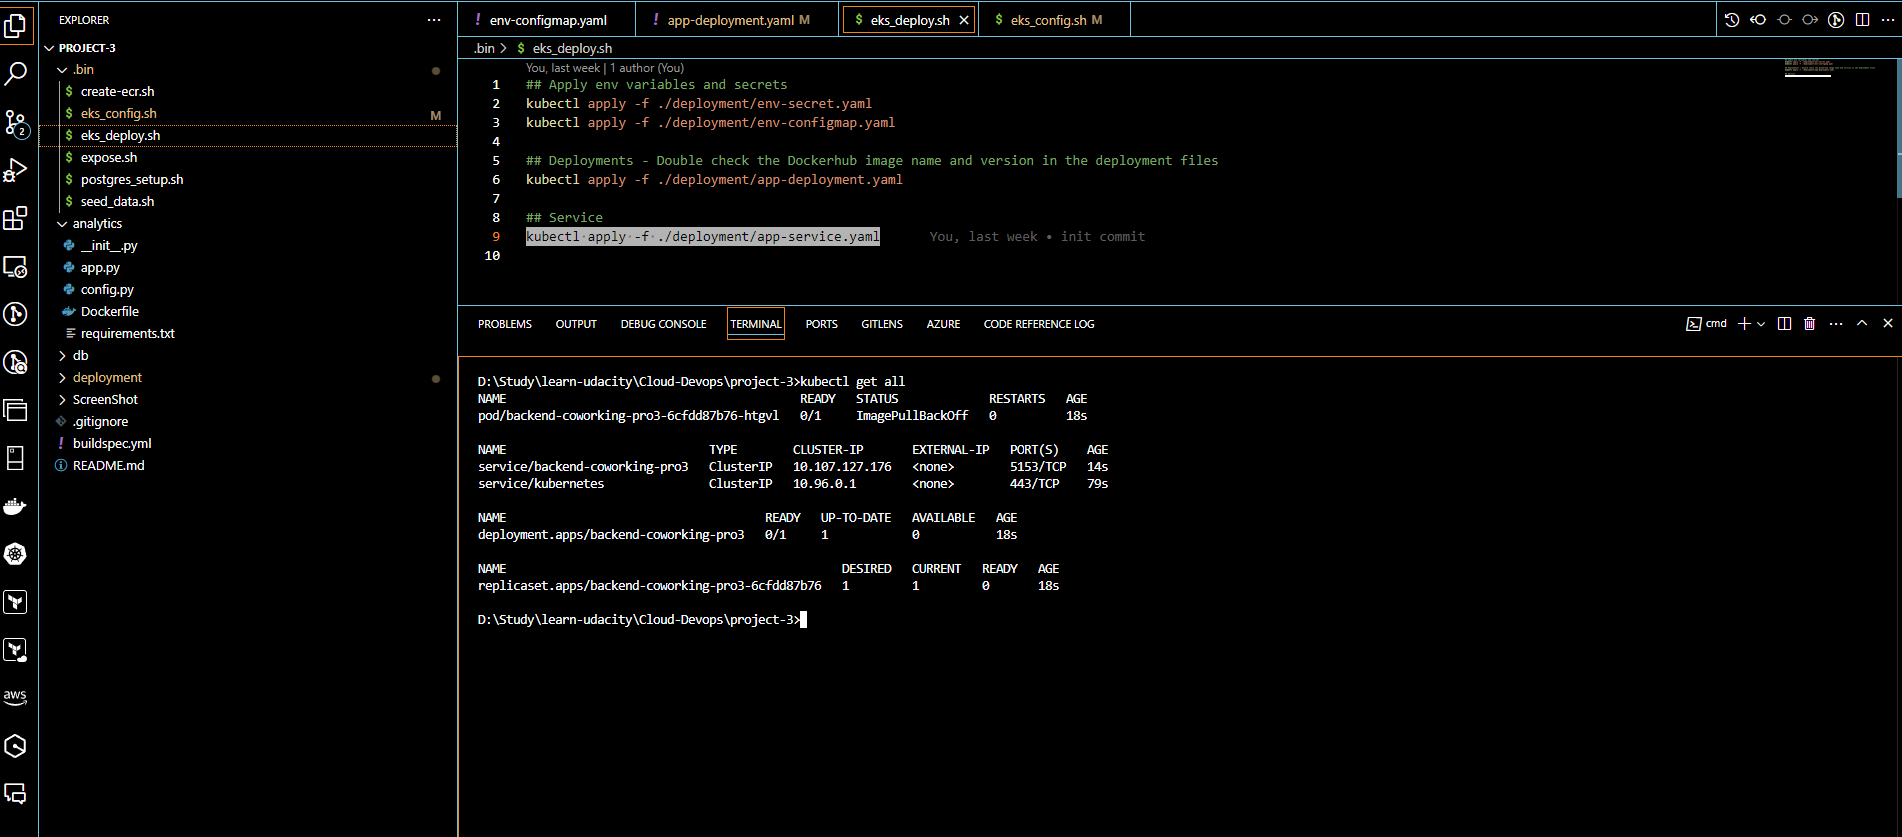 EXPLORER
PROJECT-3
.bin
$ create-ecr.sh
$ eks_config.sh M
$ eks_deploy.sh
$ expose.sh
$ postgres_setup.sh
$ seed_data.sh
analytics
__init__.py
app.py
config.py
Dockerfile
requirements.txt
db
deployment
ScreenShot
.gitignore
! buildspec.yml
README.md
2
aws
! env-configmap.yaml
! app-deployment.yaml M
$ eks_deploy.sh
$ eks_config.sh M
.bin > $ eks_deploy.sh
You, last week | 1 author (You)
1 ## Apply env variables and secrets
2 kubectl apply -f ./deployment/env-secret.yaml
3 kubectl apply -f ./deployment/env-configmap.yaml
4
5 ## Deployments - Double check the Dockerhub image name and version in the deployment files
6 kubectl apply -f ./deployment/app-deployment.yaml
7
8 ## Service
9 kubectl apply -f ./deployment/app-service.yaml You, last week • init commit
10
PROBLEMS OUTPUT DEBUG CONSOLE TERMINAL PORTS GITLENS AZURE CODE REFERENCE LOG cmd
D:\Study\learn-udacity\Cloud-Devops\project-3>kubectl get all
NAME READY STATUS RESTARTS AGE
pod/backend-coworking-pro3-6cfdd87b76-htgvl 0/1 ImagePullBackOff 0 18s
NAME TYPE CLUSTER-IP EXTERNAL-IP PORT(S) AGE
service/backend-coworking-pro3 ClusterIP 10.107.127.176 <none> 5153/TCP 14s
service/kubernetes ClusterIP 10.96.0.1 <none> 443/TCP 79s
NAME READY UP-TO-DATE AVAILABLE AGE
deployment.apps/backend-coworking-pro3 0/1 1 0 18s
NAME DESIRED CURRENT READY AGE
replicaset.apps/backend-coworking-pro3-6cfdd87b76 1 1 0 18s
D:\Study\learn-udacity\Cloud-Devops\project-3>